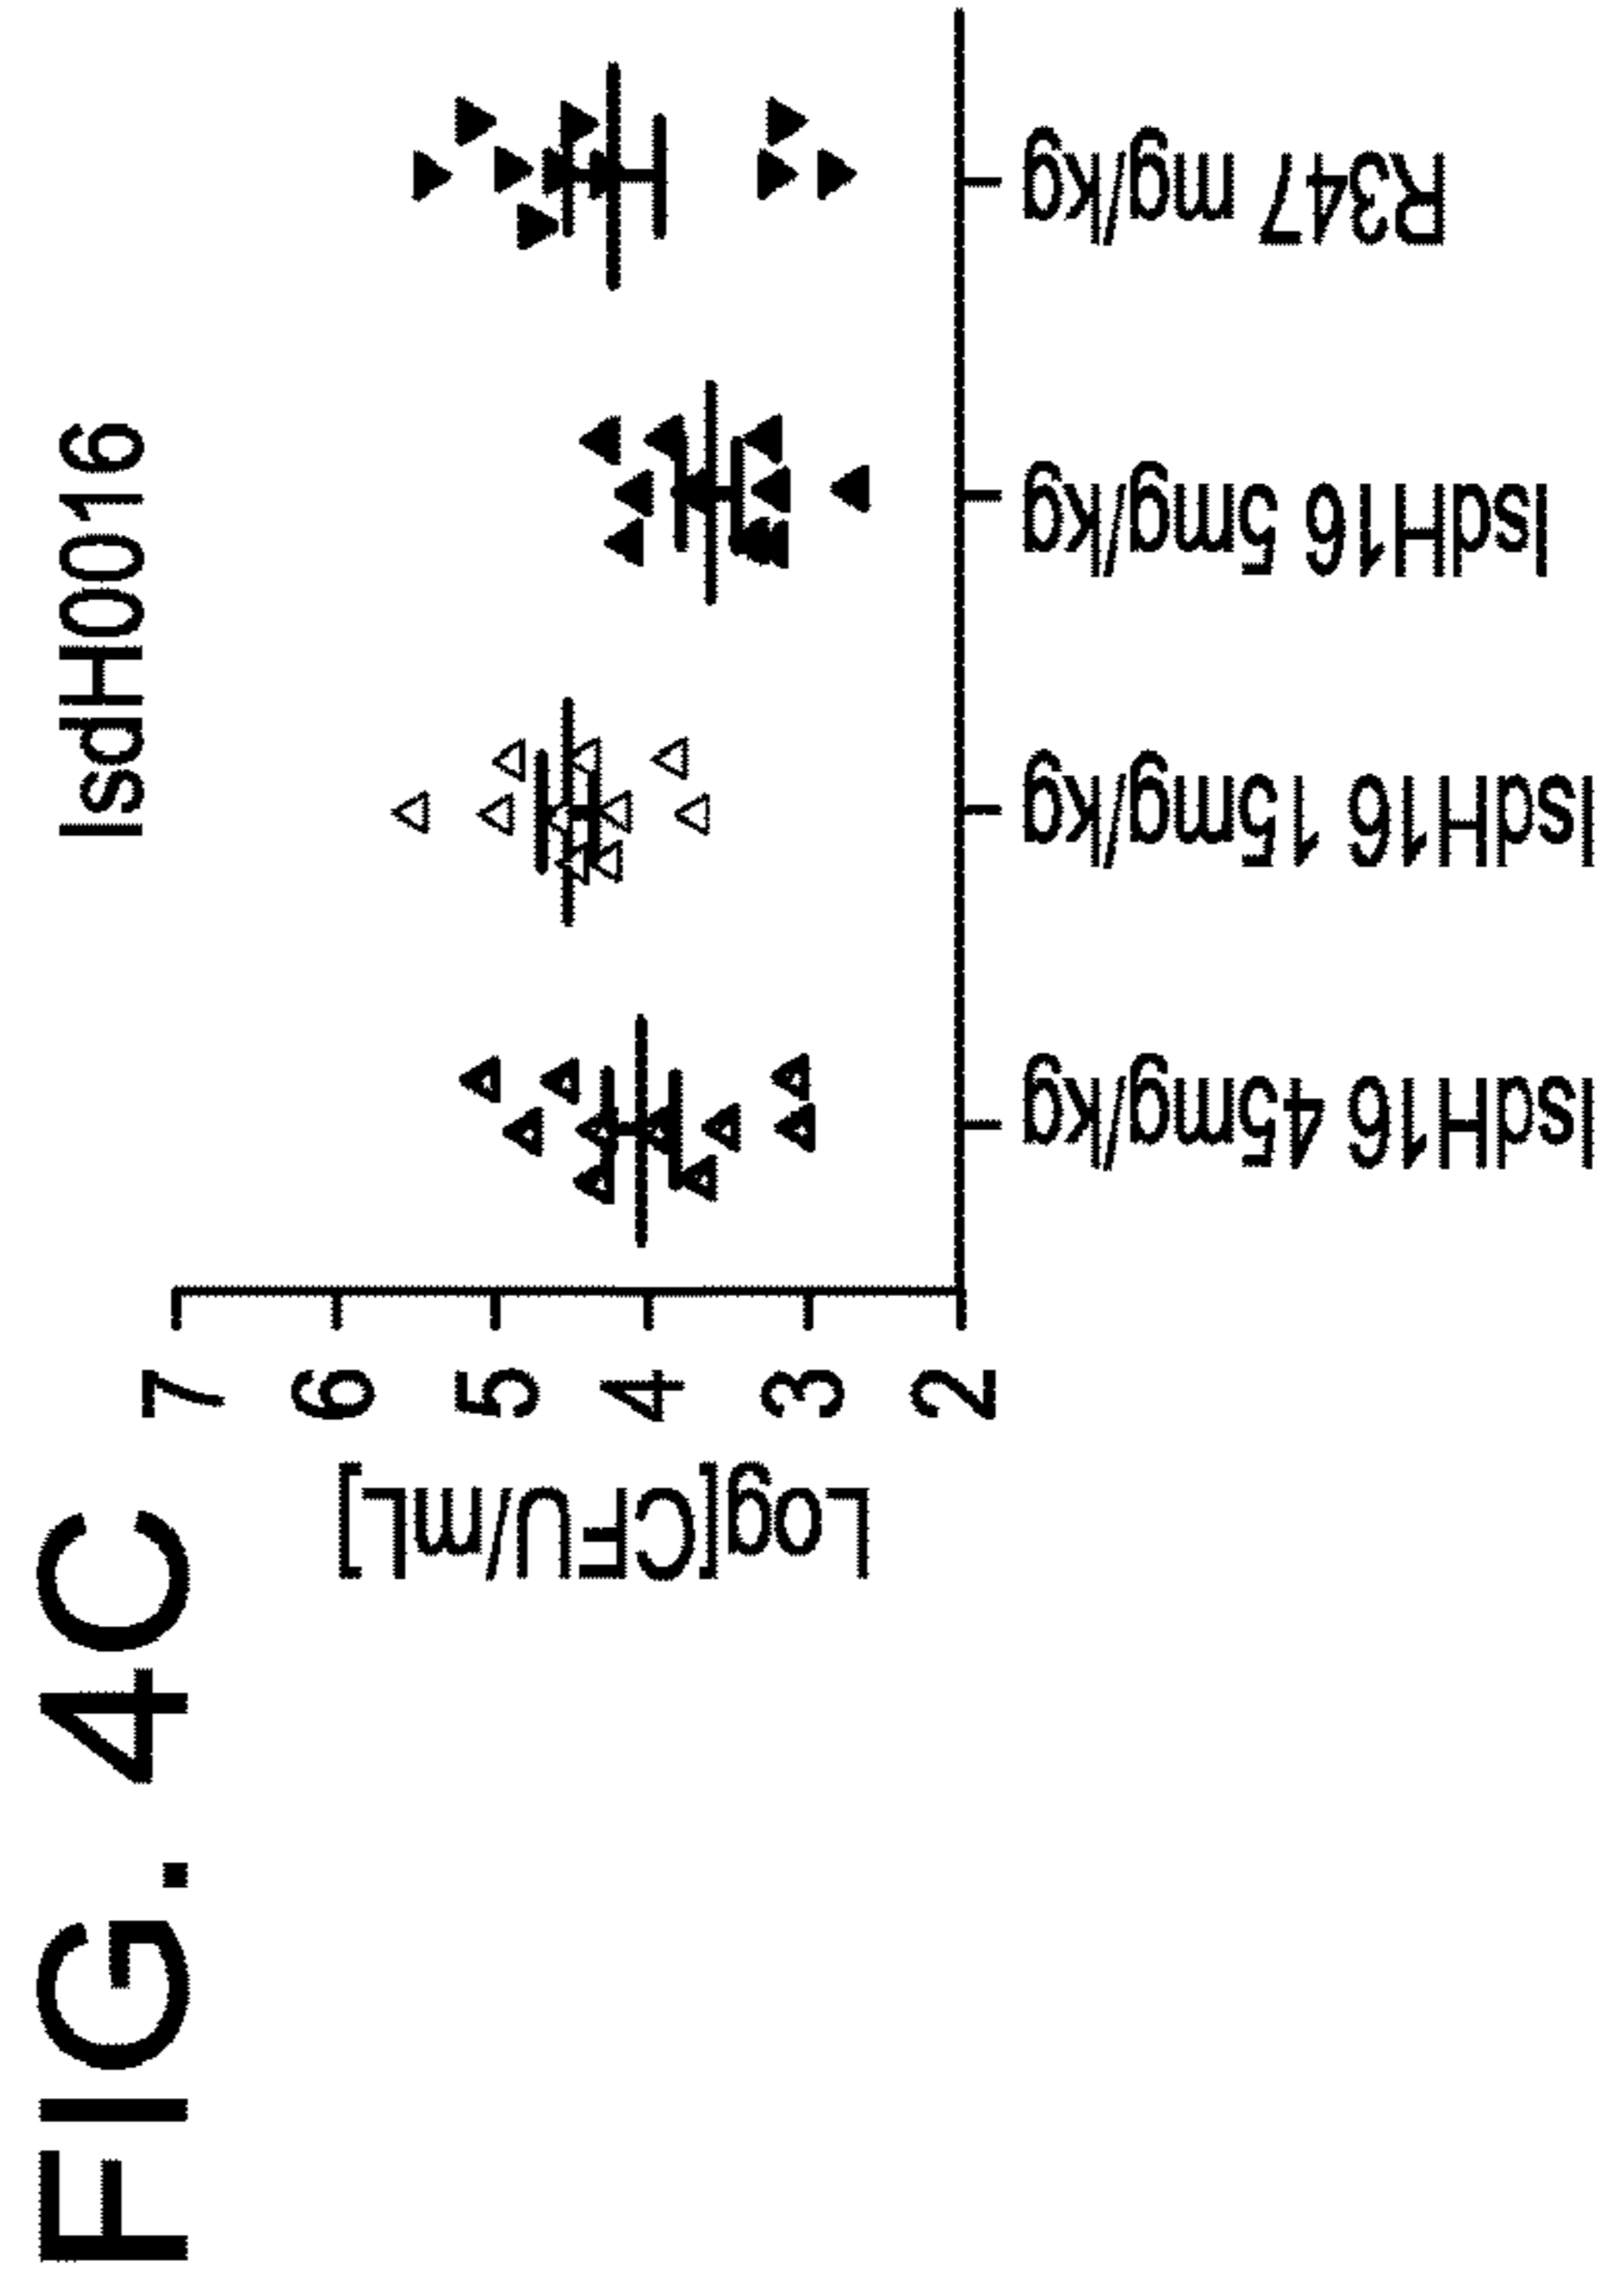 FIG. 4C
IsdH0016
Log[CFU/mL]
7
6
5
4
3
2
IsdH16 45mg/kg
IsdH16 15mg/kg
IsdH16 5mg/kg
R347 mg/kg